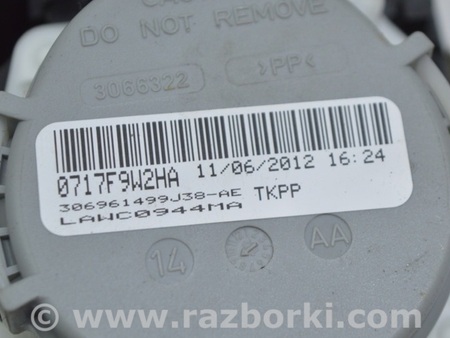 DO NOT REMOVE
3066322
>PP<
0717F9W2HA 11/06/2012 16:24
306961499J38-AE TKPP
LAWC0944MA
14
AA
www.razborki.com